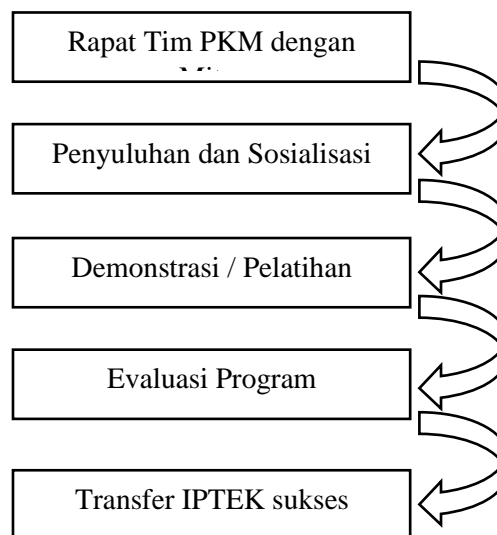 Rapat Tim PKM dengan
Penyuluhan dan Sosialisasi
Demonstrasi / Pelatihan
Evaluasi Program
Transfer IPTEK sukses